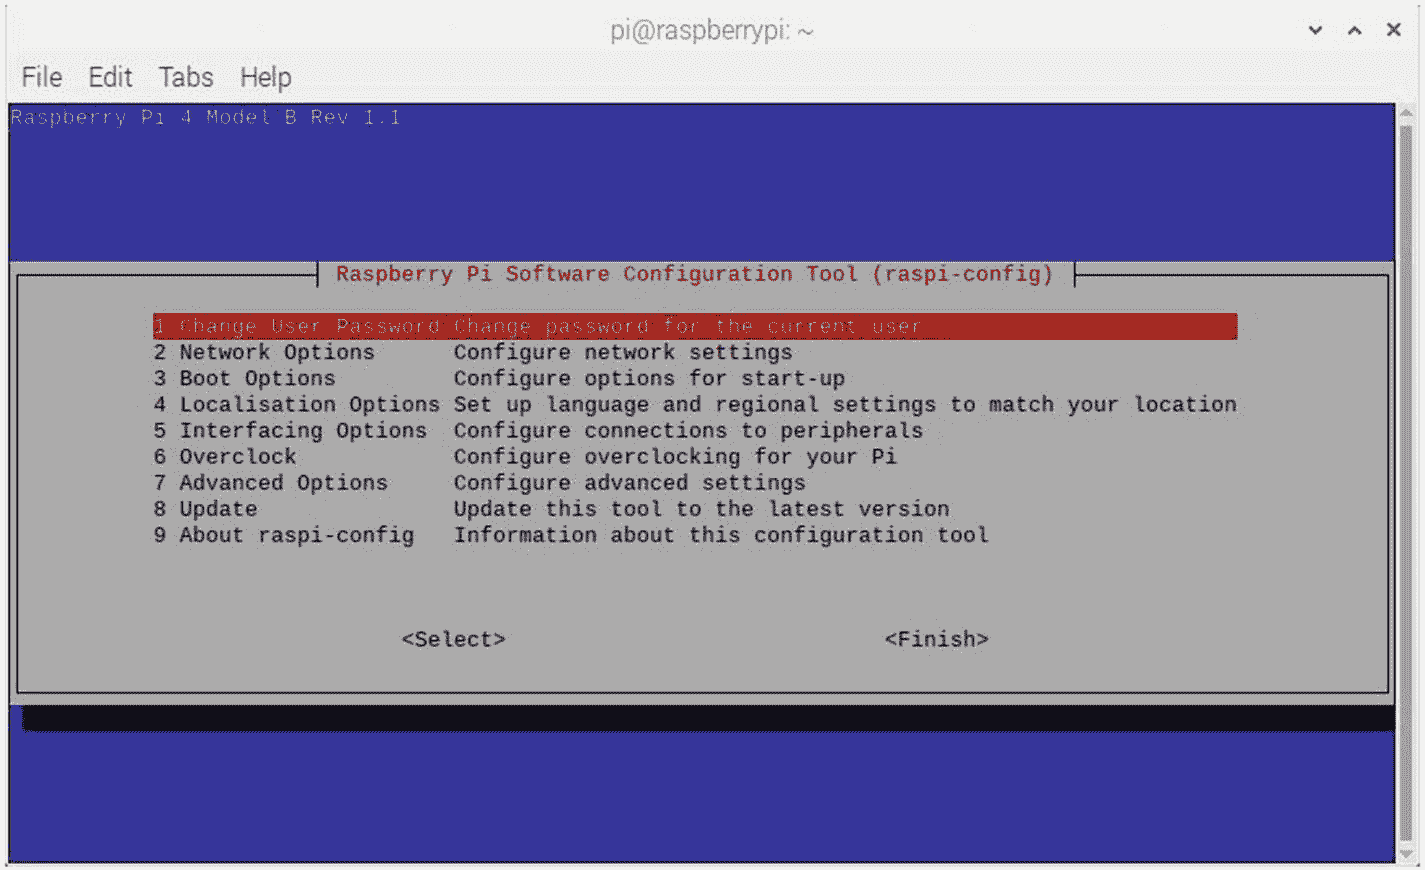 pi@raspberrypi: ~
File Edit Tabs Help
Raspberry Pi 4 Model B Rev 1.1
Raspberry Pi Software Configuration Tool (raspi-config)
1 Change User Password Change password for the current user
2 Network Options Configure network settings
3 Boot Options Configure options for start-up
4 Localisation Options Set up language and regional settings to match your location
5 Interfacing Options Configure connections to peripherals
6 Overclock Configure overclocking for your Pi
7 Advanced Options Configure advanced settings
8 Update Update this tool to the latest version
9 About raspi-config Information about this configuration tool
<Select> <Finish>